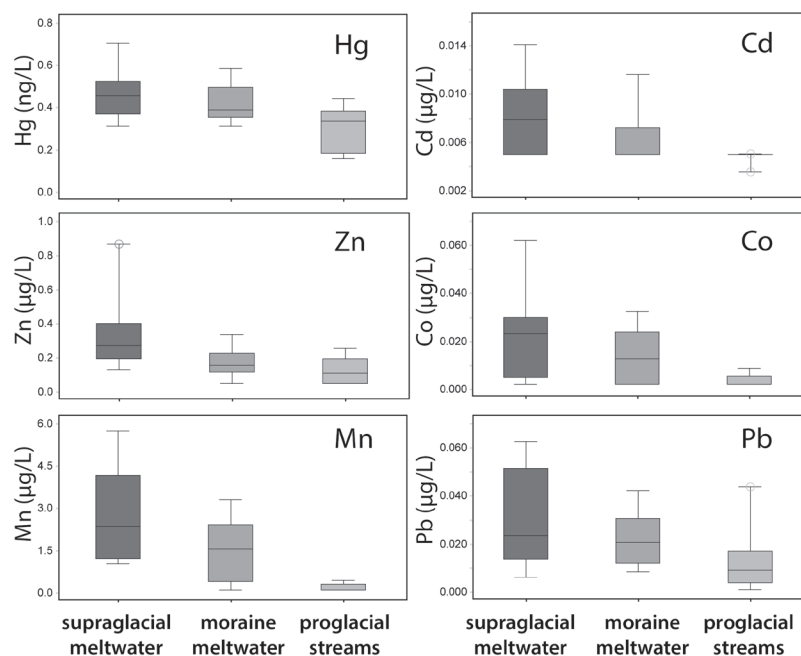 Hg
Hg (ng/L)
0.8
0.6
0.4
0.2
0.0
Cd
Cd (µg/L)
0.014
0.010
0.006
0.002
Zn
Zn (µg/L)
1.0
0.8
0.6
0.4
0.2
0.0
Co
Co (µg/L)
0.060
0.040
0.020
0.000
Mn
Mn (µg/L)
6.0
4.5
3.0
1.5
0.0
Pb
Pb (µg/L)
0.060
0.040
0.020
0.000
supraglacial moraine proglacial
meltwater meltwater streams
supraglacial moraine proglacial
meltwater meltwater streams